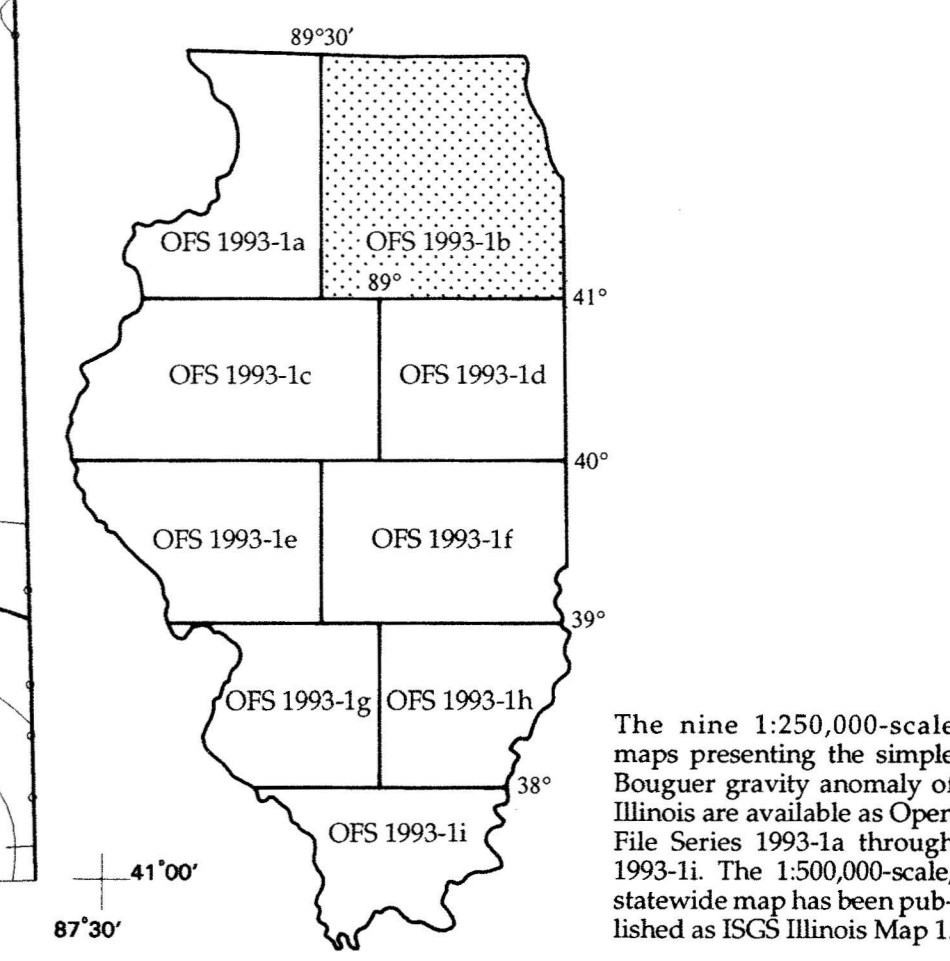 89°30′
OFS 1993-1a
OFS 1993-1b
89°
41°
OFS 1993-1c
OFS 1993-1d
40°
OFS 1993-1e
OFS 1993-1f
39°
OFS 1993-1g
OFS 1993-1h
38°
OFS 1993-1i
41°00′
87°30′
The nine 1:250,000-scale
maps presenting the simple
Bouguer gravity anomaly of
Illinois are available as Open
File Series 1993-1a through
1993-1i. The 1:500,000-scale,
statewide map has been pub-
lished as ISGS Illinois Map 1.